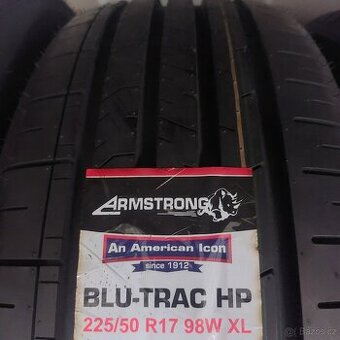 ARMSTRONG
An American Icon
since 1912
BLU-TRAC HP
225/50 R17 98W XL